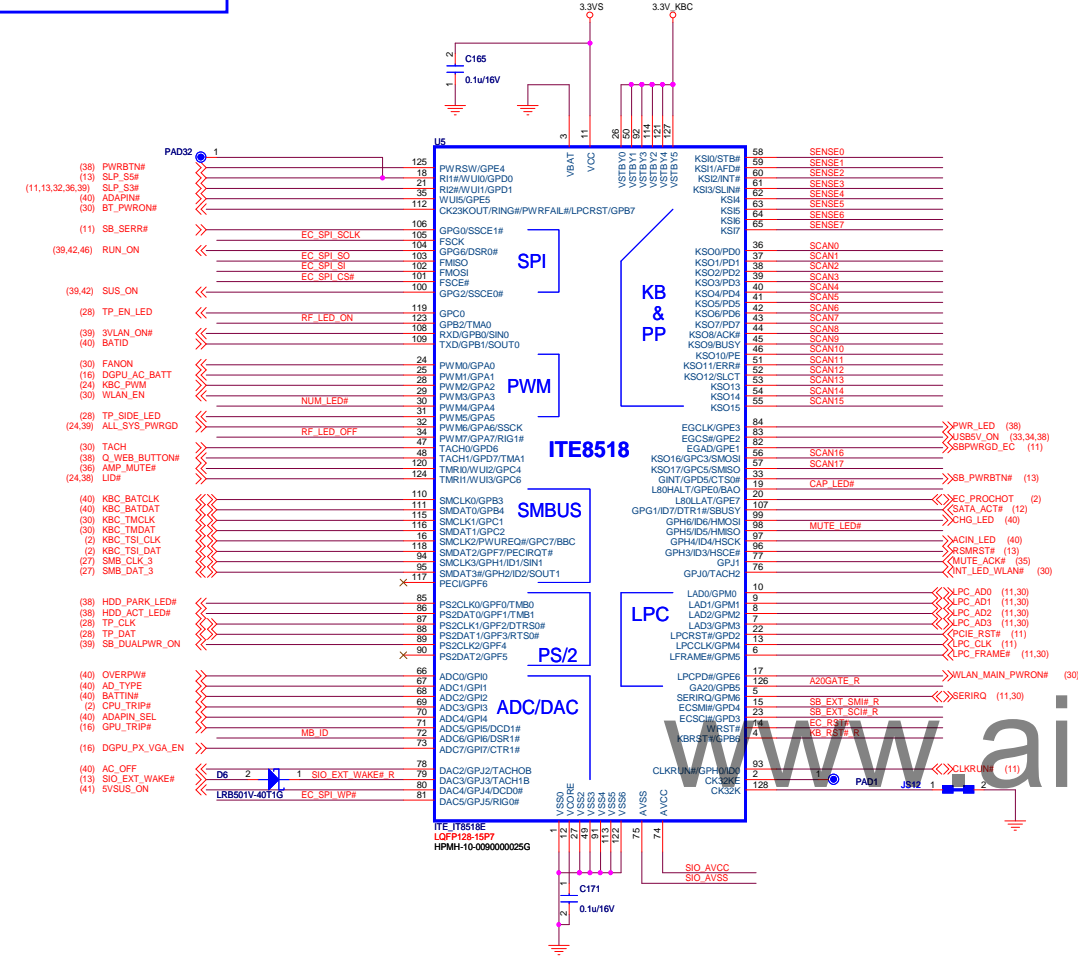 3.3VS
3.3V_KBC
2
C165
1
0.1u/16V
3
11
26
50
92
114
121
127
U5
VBAT
VCC
VSTBY0
VSTBY1
VSTBY3
VSTBY2
VSTBY4
VSTBY5
PAD32 1
(38) PWRBTN# 125 PWRSW/GPE4
(13) SLP_S5# 18 RI1#/WUI0/GPD0
(11,13,32,36,39) SLP_S3# 21 RI2#/WUI1/GPD1
(40) ADAPIN# 35 WUI5/GPE5
(30) BT_PWRON# 112 CK23KOUT/RING#/PWRFAIL#/LPCRST/GPB7
(11) SB_SERR# 106 GPG0/SSCE1#
EC_SPI_SCLK 105 FSCK
(39,42,46) RUN_ON 104 GPG6/DSR0#
EC_SPI_SO 103 FMISO
EC_SPI_SI 102 FMOSI
EC_SPI_CS# 101 FSCE#
(39,42) SUS_ON 100 GPG2/SSCE0#
SPI
(28) TP_EN_LED 119 GPC0
RF_LED_ON 123 GPB2/TMA0
(39) 3VLAN_ON# 108 RXD/GPB0/SIN0
(40) BATID 109 TXD/GPB1/SOUT0
(30) FANON 24 PWM0/GPA0
(16) DGPU_AC_BATT 25 PWM1/GPA1
(24) KBC_PWM 28 PWM2/GPA2
(30) WLAN_EN 29 PWM3/GPA3
NUM_LED# 30 PWM4/GPA4
(28) TP_SIDE_LED 31 PWM5/GPA5
(24,39) ALL_SYS_PWRGD 32 PWM6/GPA6/SSCK
RF_LED_OFF 34 PWM7/GPA7/RIG1#
PWM
(30) TACH 47 TACH0/GPD6
(38) Q_WEB_BUTTON# 48 TACH1/GPD7/TMA1
(36) AMP_MUTE# 120 TMRI0/WUI2/GPC4
(24,38) LID# 124 TMRI1/WUI3/GPC6
(40) KBC_BATCLK 110 SMCLK0/GPB3
(40) KBC_BATDAT 111 SMDAT0/GPB4
(30) KBC_TMCLK 115 SMCLK1/GPC1
(30) KBC_TMDAT 116 SMDAT1/GPC2
(2) KBC_TSI_CLK 16 SMCLK2/PWUREQ#/GPC7/BBC
(2) KBC_TSI_DAT 118 SMDAT2/GPF7/PECIRQT#
(27) SMB_CLK_3 94 SMCLK3/GPH1/ID1/SIN1
(27) SMB_DAT_3 95 SMDAT3#/GPH2/ID2/SOUT1
117 PECI/GPF6
SMBUS
(38) HDD_PARK_LED# 85 PS2CLK0/GPF0/TMB0
(38) HDD_ACT_LED# 86 PS2DAT0/GPF1/TMB1
(28) TP_CLK 87 PS2CLK1/GPF2/DTRS0#
(28) TP_DAT 88 PS2DAT1/GPF3/RTS0#
(39) SB_DUALPWR_ON 89 PS2CLK2/GPF4
90 PS2DAT2/GPF5
PS/2
(40) OVERPW# 66 ADC0/GPI0
(40) AD_TYPE 67 ADC1/GPI1
(40) BATTIN# 68 ADC2/GPI2
(2) CPU_TRIP# 69 ADC3/GPI3
(40) ADAPIN_SEL 70 ADC4/GPI4
(16) GPU_TRIP# 71 ADC5/GPI5/DCD1#
MB_ID 72 ADC6/GPI6/DSR1#
(16) DGPU_PX_VGA_EN 73 ADC7/GPI7/CTR1#
ADC/DAC
(40) AC_OFF 78 DAC2/GPJ2/TACHOB
(13) SIO_EXT_WAKE# D6 2 1 SIO_EXT_WAKE#_R 79 DAC3/GPJ3/TACH1B
(41) 5VSUS_ON 80 DAC4/GPJ4/DCD0#
LRB501V-40T1G EC_SPI_WP# 81 DAC5/GPJ5/RIG0#
ITE8518
KSI0/STB# 58 SENSE0
KSI1/AFD# 59 SENSE1
KSI2/INT# 60 SENSE2
KSI3/SLIN# 61 SENSE3
KSI4 62 SENSE4
KSI5 63 SENSE5
KSI6 64 SENSE6
KSI7 65 SENSE7
KSO0/PD0 36 SCAN0
KSO1/PD1 37 SCAN1
KSO2/PD2 38 SCAN2
KSO3/PD3 39 SCAN3
KSO4/PD4 40 SCAN4
KSO5/PD5 41 SCAN5
KSO6/PD6 42 SCAN6
KSO7/PD7 43 SCAN7
KSO8/ACK# 44 SCAN8
KSO9/BUSY 45 SCAN9
KSO10/PE 46 SCAN10
KSO11/ERR# 51 SCAN11
KSO12/SLCT 52 SCAN12
KSO13 53 SCAN13
KSO14 54 SCAN14
KSO15 55 SCAN15
KB
&
PP
EGCLK/GPE3 84 PWR_LED (38)
EGCS#/GPE2 83 USB5V_ON (33,34,38)
EGAD/GPE1 82 SBPWRGD_EC (11)
KSO16/GPC3/SMOSI 56 SCAN16
KSO17/GPC5/SMISO 57 SCAN17
GINT/GPD5/CTS0# 33 SB_PWRBTN# (13)
L80HALT/GPE0/BAO 19 CAP_LED#
L80LLAT/GPE7 20 EC_PROCHOT (2)
GPG1/ID7/DTR1#/SBUSY 107 SATA_ACT# (12)
GPH6/ID6/HMOSI 99 CHG_LED (40)
GPH5/ID5/HMISO 98 MUTE_LED#
GPH4/ID4/HSCK 97 ACIN_LED (40)
GPH3/ID3/HSCE# 96 RSMRST# (13)
GPJ1 77 MUTE_ACK# (35)
GPJ0/TACH2 76 INT_LED_WLAN# (30)
LAD0/GPM0 10 LPC_AD0 (11,30)
LAD1/GPM1 9 LPC_AD1 (11,30)
LAD2/GPM2 8 LPC_AD2 (11,30)
LAD3/GPM3 7 LPC_AD3 (11,30)
LPCRST#/GPD2 22 PCIE_RST# (11)
LPCCLK/GPM4 13 LPC_CLK (11)
LFRAME#/GPM5 6 LPC_FRAME# (11,30)
LPC
LPCPD#/GPE6 17 WLAN_MAIN_PWRON# (30)
GA20/GPB5 126 A20GATE_R
SERIRQ/GPM6 5 SERIRQ (11,30)
ECSMI#/GPD4 15 SB_EXT_SMI#_R
ECSCI#/GPD3 23 SB_EXT_SCI#_R
WRST# 14 EC_RST#
KBRST#/GPB6 4 KB_RST#_R
CLKRUN#/GPH0/ID0 93 CLKRUN# (11)
CK32KE 2 1 PAD1
CK32K 128 JS12 1 2
www.ai
VSS0
VCORE
VSS2
VSS3
VSS4
VSS5
VSS6
AVSS
AVCC
ITE_IT8518E
LQFP128-15P7
HPMH-10-0090000025G
1
12
27
49
91
113
122
75
74
SIO_AVCC
SIO_AVSS
1
C171
2
0.1u/16V